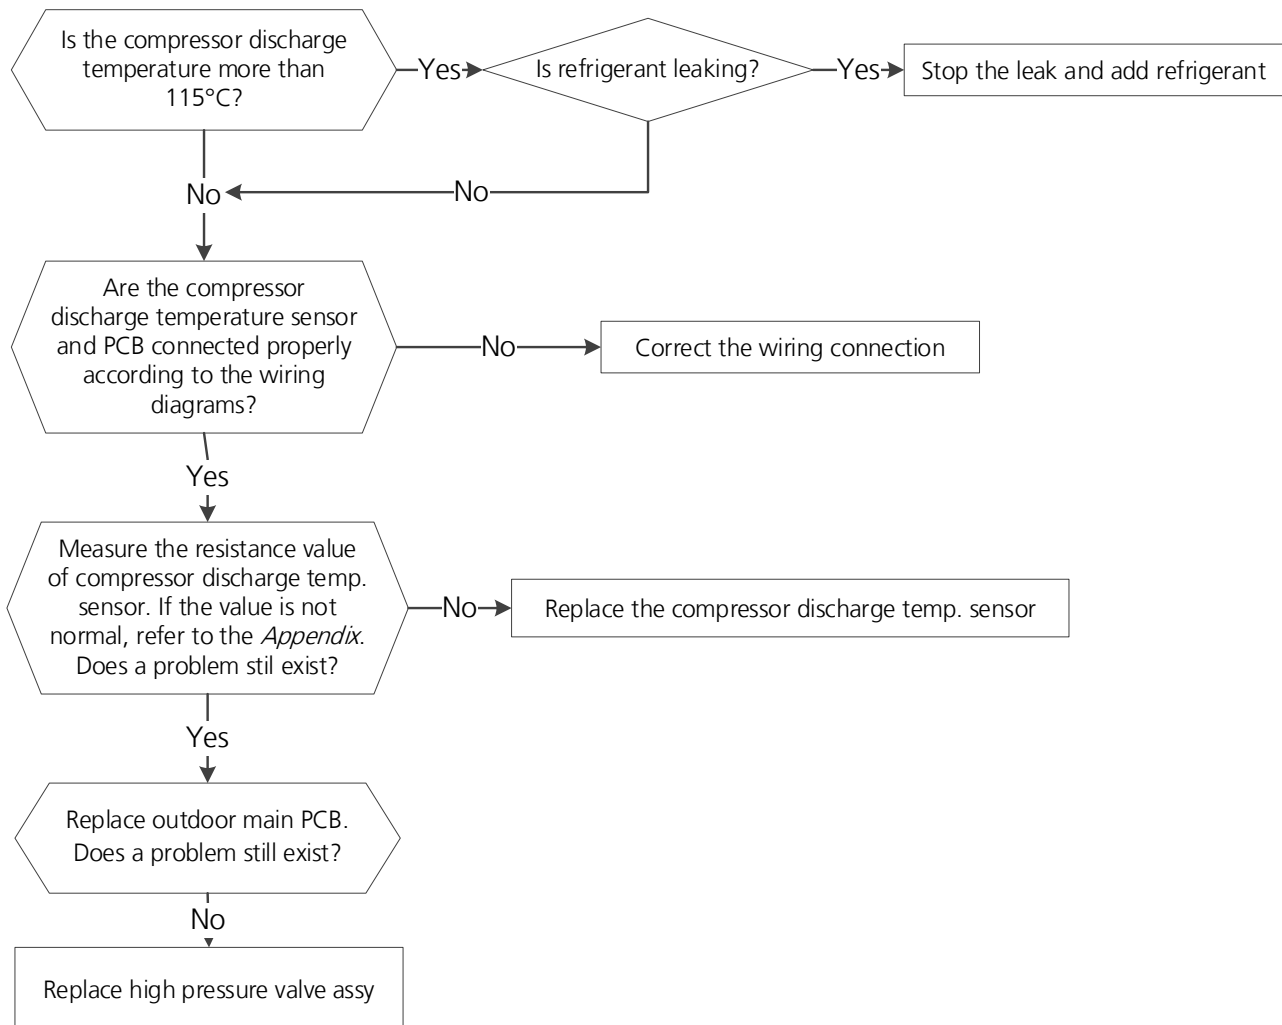 Is the compressor discharge
temperature more than
115°C?
Yes
Is refrigerant leaking?
Yes
Stop the leak and add refrigerant
No
No
Are the compressor
discharge temperature sensor
and PCB connected properly
according to the wiring
diagrams?
No
Correct the wiring connection
Yes
Measure the resistance value
of compressor discharge temp.
sensor. If the value is not
normal, refer to the Appendix.
Does a problem stil exist?
No
Replace the compressor discharge temp. sensor
Yes
Replace outdoor main PCB.
Does a problem still exist?
No
Replace high pressure valve assy